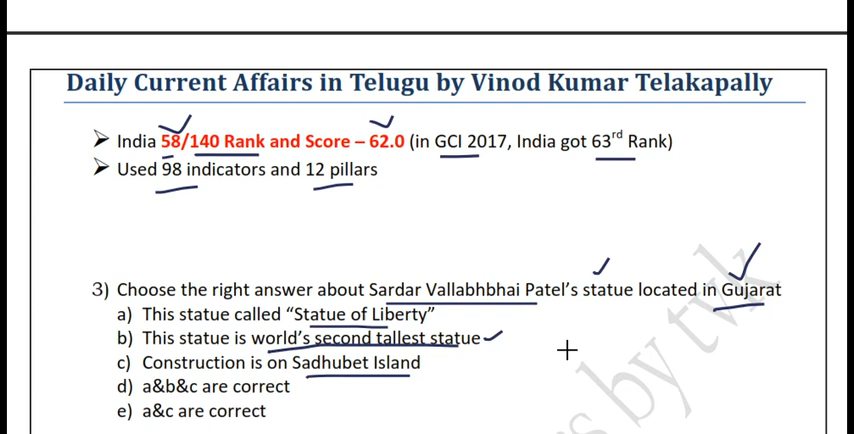 Daily Current Affairs in Telugu by Vinod Kumar Telakapally
➢ India 58/140 Rank and Score – 62.0 (in GCI 2017, India got 63rd Rank)
➢ Used 98 indicators and 12 pillars
3) Choose the right answer about Sardar Vallabhbhai Patel's statue located in Gujarat
a) This statue called “Statue of Liberty”
b) This statue is world's second tallest statue
c) Construction is on Sadhubet Island
d) a&b&c are correct
e) a&c are correct
by tvk